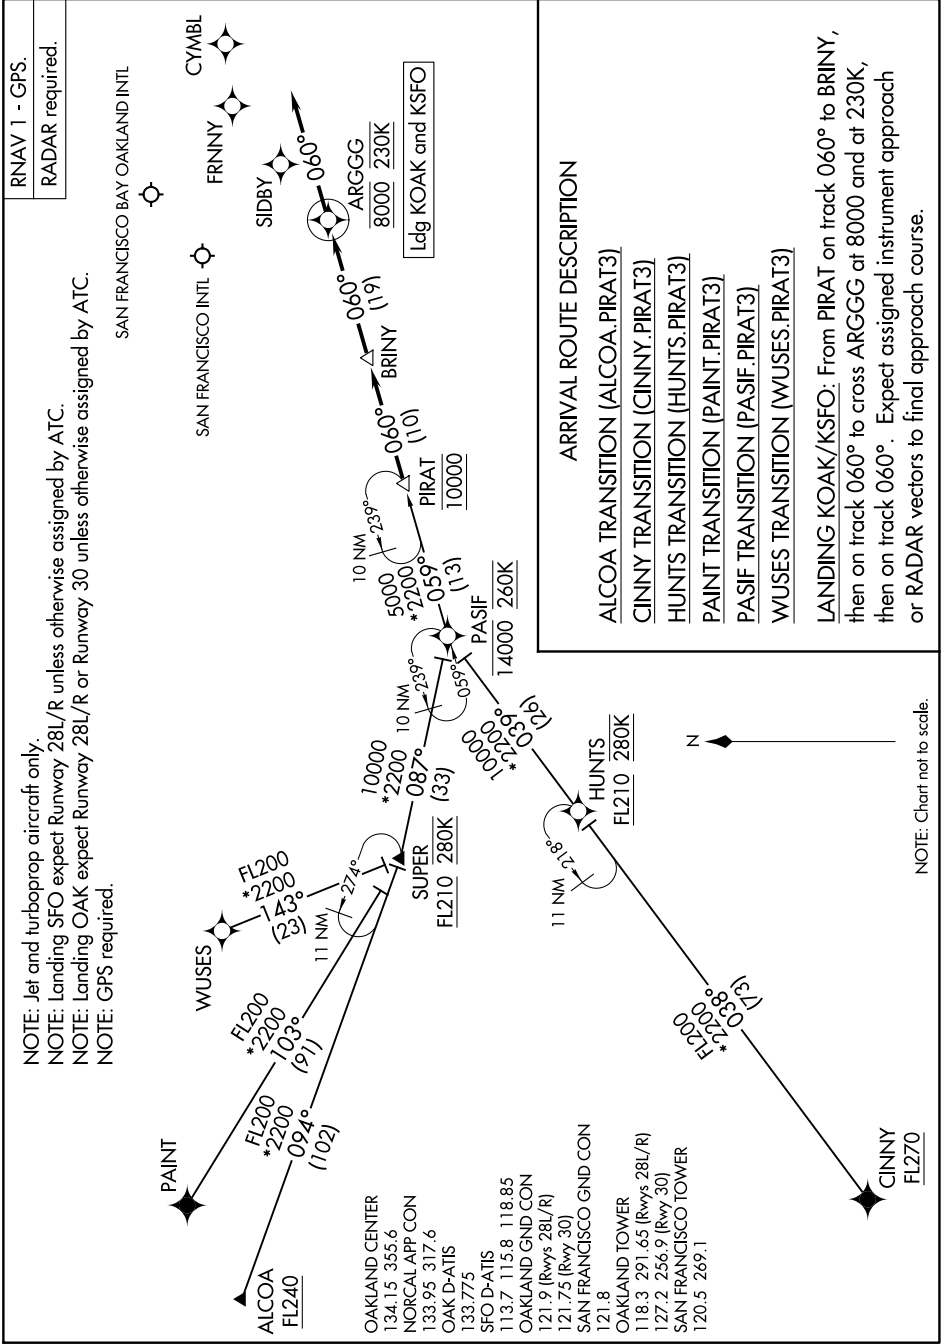 RNAV 1 - GPS.
RADAR required.
NOTE: Jet and turboprop aircraft only.
NOTE: Landing SFO expect Runway 28L/R unless otherwise assigned by ATC.
NOTE: Landing OAK expect Runway 28L/R or Runway 30 unless otherwise assigned by ATC.
NOTE: GPS required.
SAN FRANCISCO BAY OAKLAND INTL
SAN FRANCISCO INTL
CYMBL
FRNNY
SIDBY
060°
ARGGG
8000 230K
Ldg KOAK and KSFO
060°
(19)
BRINY
060°
(10)
PIRAT
10000
10 NM
239°
5000
*2200
059°
(13)
PASIF
14000 260K
10 NM
239°
059°
10000
*2200
087°
(33)
SUPER
FL210 280K
11 NM
274°
WUSES
FL200
*2200
143°
(23)
PAINT
FL200
*2200
103°
(91)
ALCOA
FL240
FL200
*2200
094°
(102)
10000
*2200
039°
(26)
HUNTS
FL210 280K
11 NM
218°
FL200
*2200
038°
(73)
CINNY
FL270
OAKLAND CENTER
134.15 355.6
NORCAL APP CON
133.95 317.6
OAK D-ATIS
133.775
SFO D-ATIS
113.7 115.8 118.85
OAKLAND GND CON
121.9 (Rwys 28L/R)
121.75 (Rwy 30)
SAN FRANCISCO GND CON
121.8
OAKLAND TOWER
118.3 291.65 (Rwys 28L/R)
127.2 256.9 (Rwy 30)
SAN FRANCISCO TOWER
120.5 269.1
N
NOTE: Chart not to scale.
ARRIVAL ROUTE DESCRIPTION
ALCOA TRANSITION (ALCOA.PIRAT3)
CINNY TRANSITION (CINNY.PIRAT3)
HUNTS TRANSITION (HUNTS.PIRAT3)
PAINT TRANSITION (PAINT.PIRAT3)
PASIF TRANSITION (PASIF.PIRAT3)
WUSES TRANSITION (WUSES.PIRAT3)
LANDING KOAK/KSFO: From PIRAT on track 060° to BRINY,
then on track 060° to cross ARGGG at 8000 and at 230K,
then on track 060°. Expect assigned instrument approach
or RADAR vectors to final approach course.